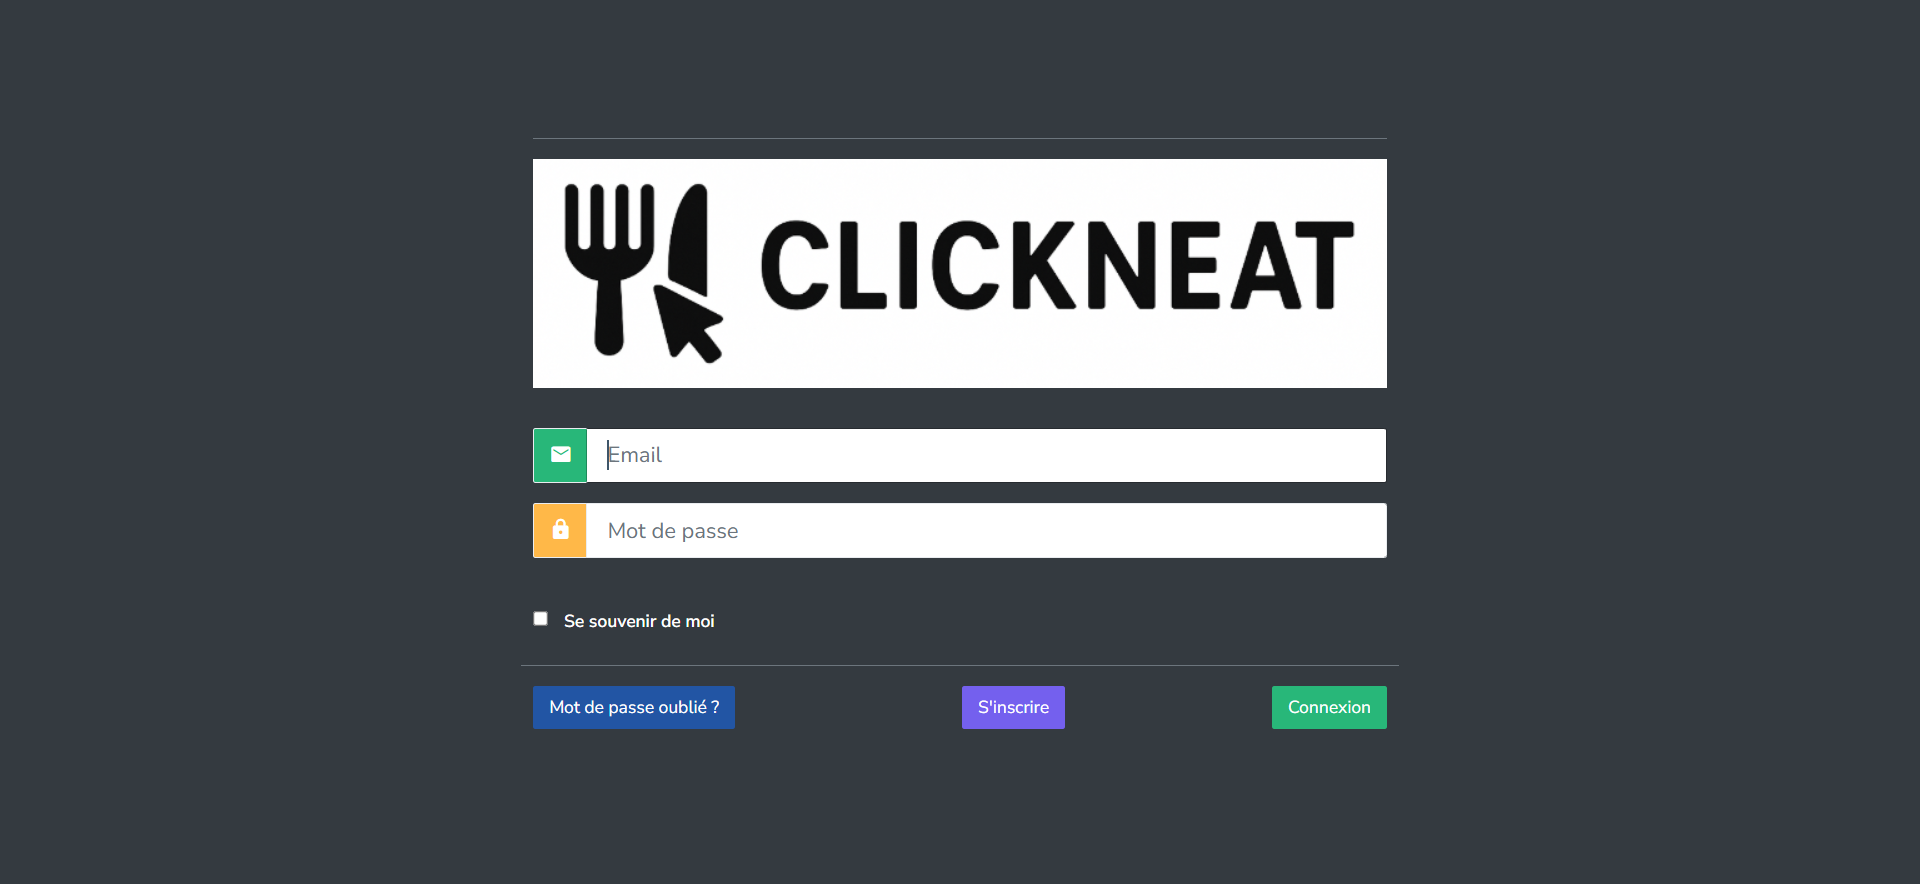 CLICKNEAT
Email
Mot de passe
Se souvenir de moi
Mot de passe oublié ?
S'inscrire
Connexion